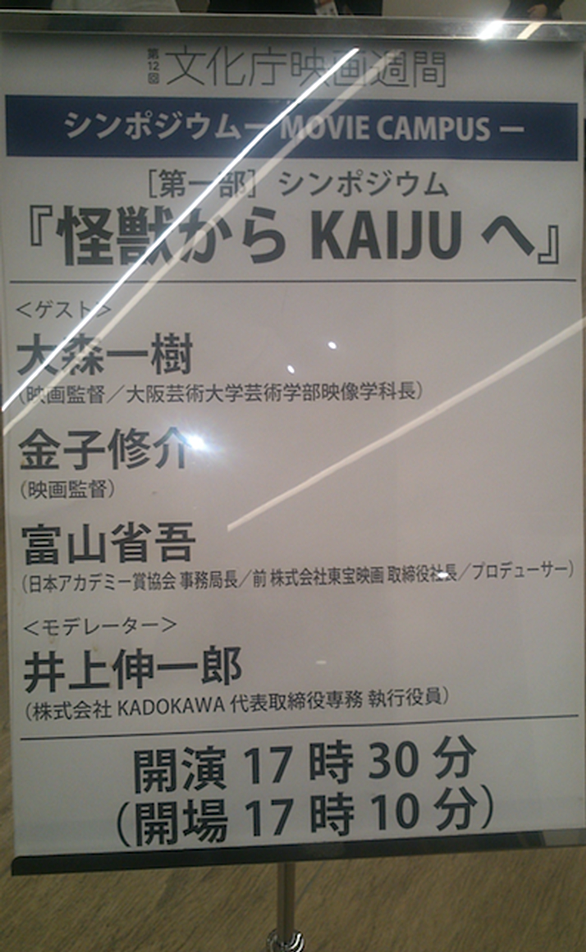 第12回 文化庁映画週間
シンポジウムー MOVIE CAMPUS ー
［第一部］ シンポジウム
『怪獣から KAIJU へ』
＜ゲスト＞
大森一樹
（映画監督／大阪芸術大学芸術学部映像学科長）
金子修介
（映画監督）
富山省吾
（日本アカデミー賞協会 事務局長／前 株式会社東宝映画 取締役社長／プロデューサー）
＜モデレーター＞
井上伸一郎
（株式会社 KADOKAWA 代表取締役専務 執行役員）
開演 17 時 30 分
（開場 17 時 10 分）